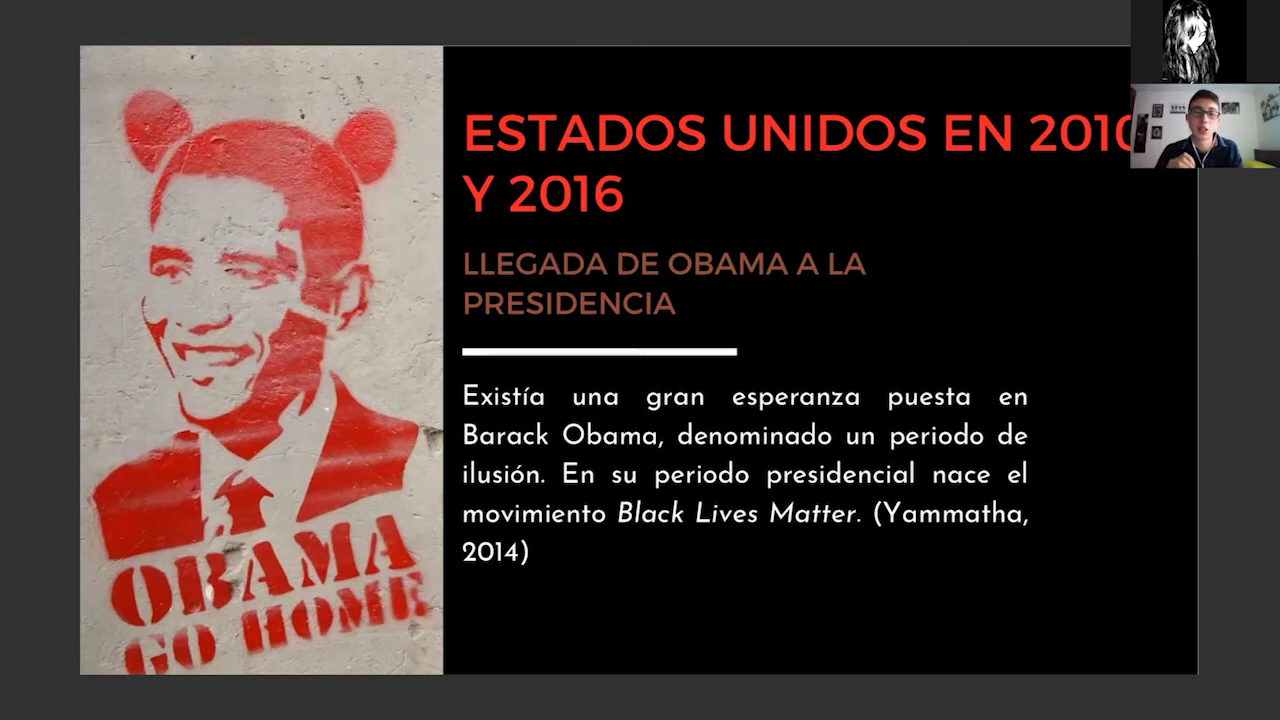 ESTADOS UNIDOS EN 2010
Y 2016
LLEGADA DE OBAMA A LA
PRESIDENCIA
Existía una gran esperanza puesta en
Barack Obama, denominado un periodo de
ilusión. En su periodo presidencial nace el
movimiento Black Lives Matter. (Yammatha,
2014)
OBAMA
GO HOME